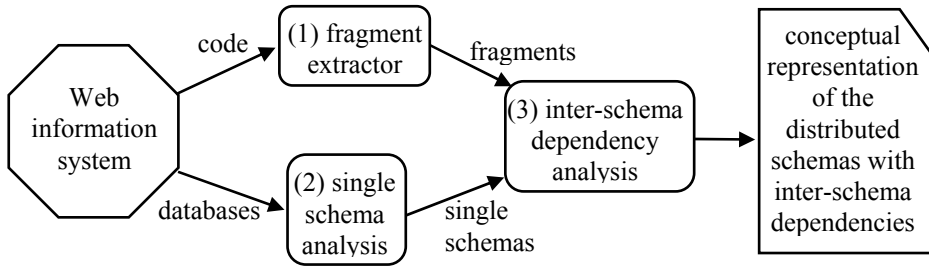 Web
information
system
code
databases
(1) fragment
extractor
(2) single
schema
analysis
fragments
single
schemas
(3) inter-schema
dependency
analysis
conceptual
representation
of the
distributed
schemas with
inter-schema
dependencies